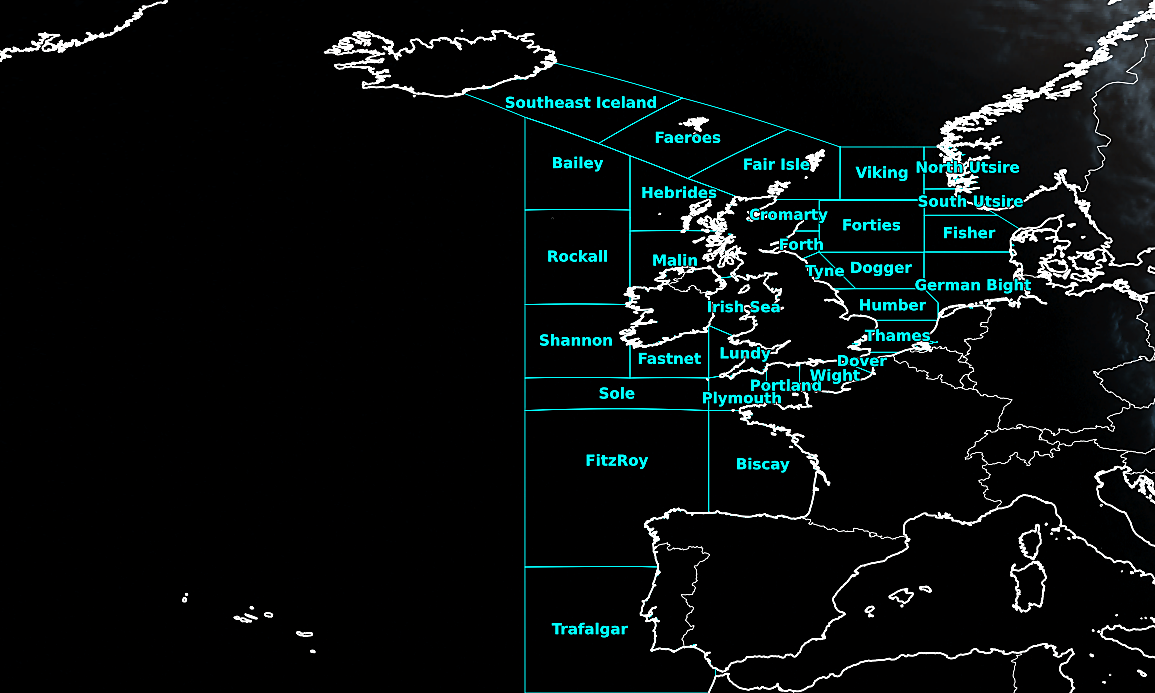 Southeast Iceland
Faeroes
Bailey
Fair Isle
Viking
North Utsire
Hebrides
South Utsire
Cromarty
Forties
Fisher
Forth
Rockall
Malin
Tyne
Dogger
German Bight
Irish Sea
Humber
Shannon
Thames
Fastnet
Lundy
Dover
Wight
Portland
Sole
Plymouth
FitzRoy
Biscay
Trafalgar